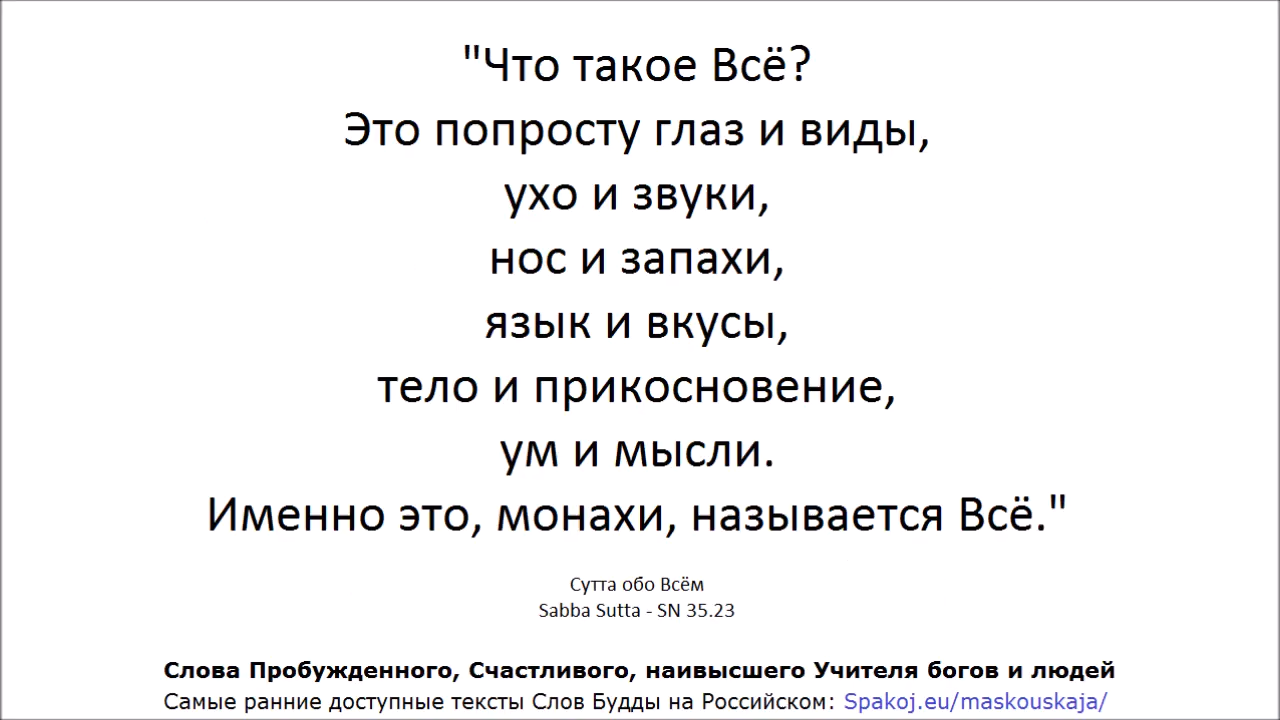 "Что такое Всё?
Это попросту глаз и виды,
ухо и звуки,
нос и запахи,
язык и вкусы,
тело и прикосновение,
ум и мысли.
Именно это, монахи, называется Всё."
Сутта обо Всём
Sabba Sutta - SN 35.23
Слова Пробужденного, Счастливого, наивысшего Учителя богов и людей
Самые ранние доступные тексты Слов Будды на Российском: Spakoj.eu/maskouskaja/